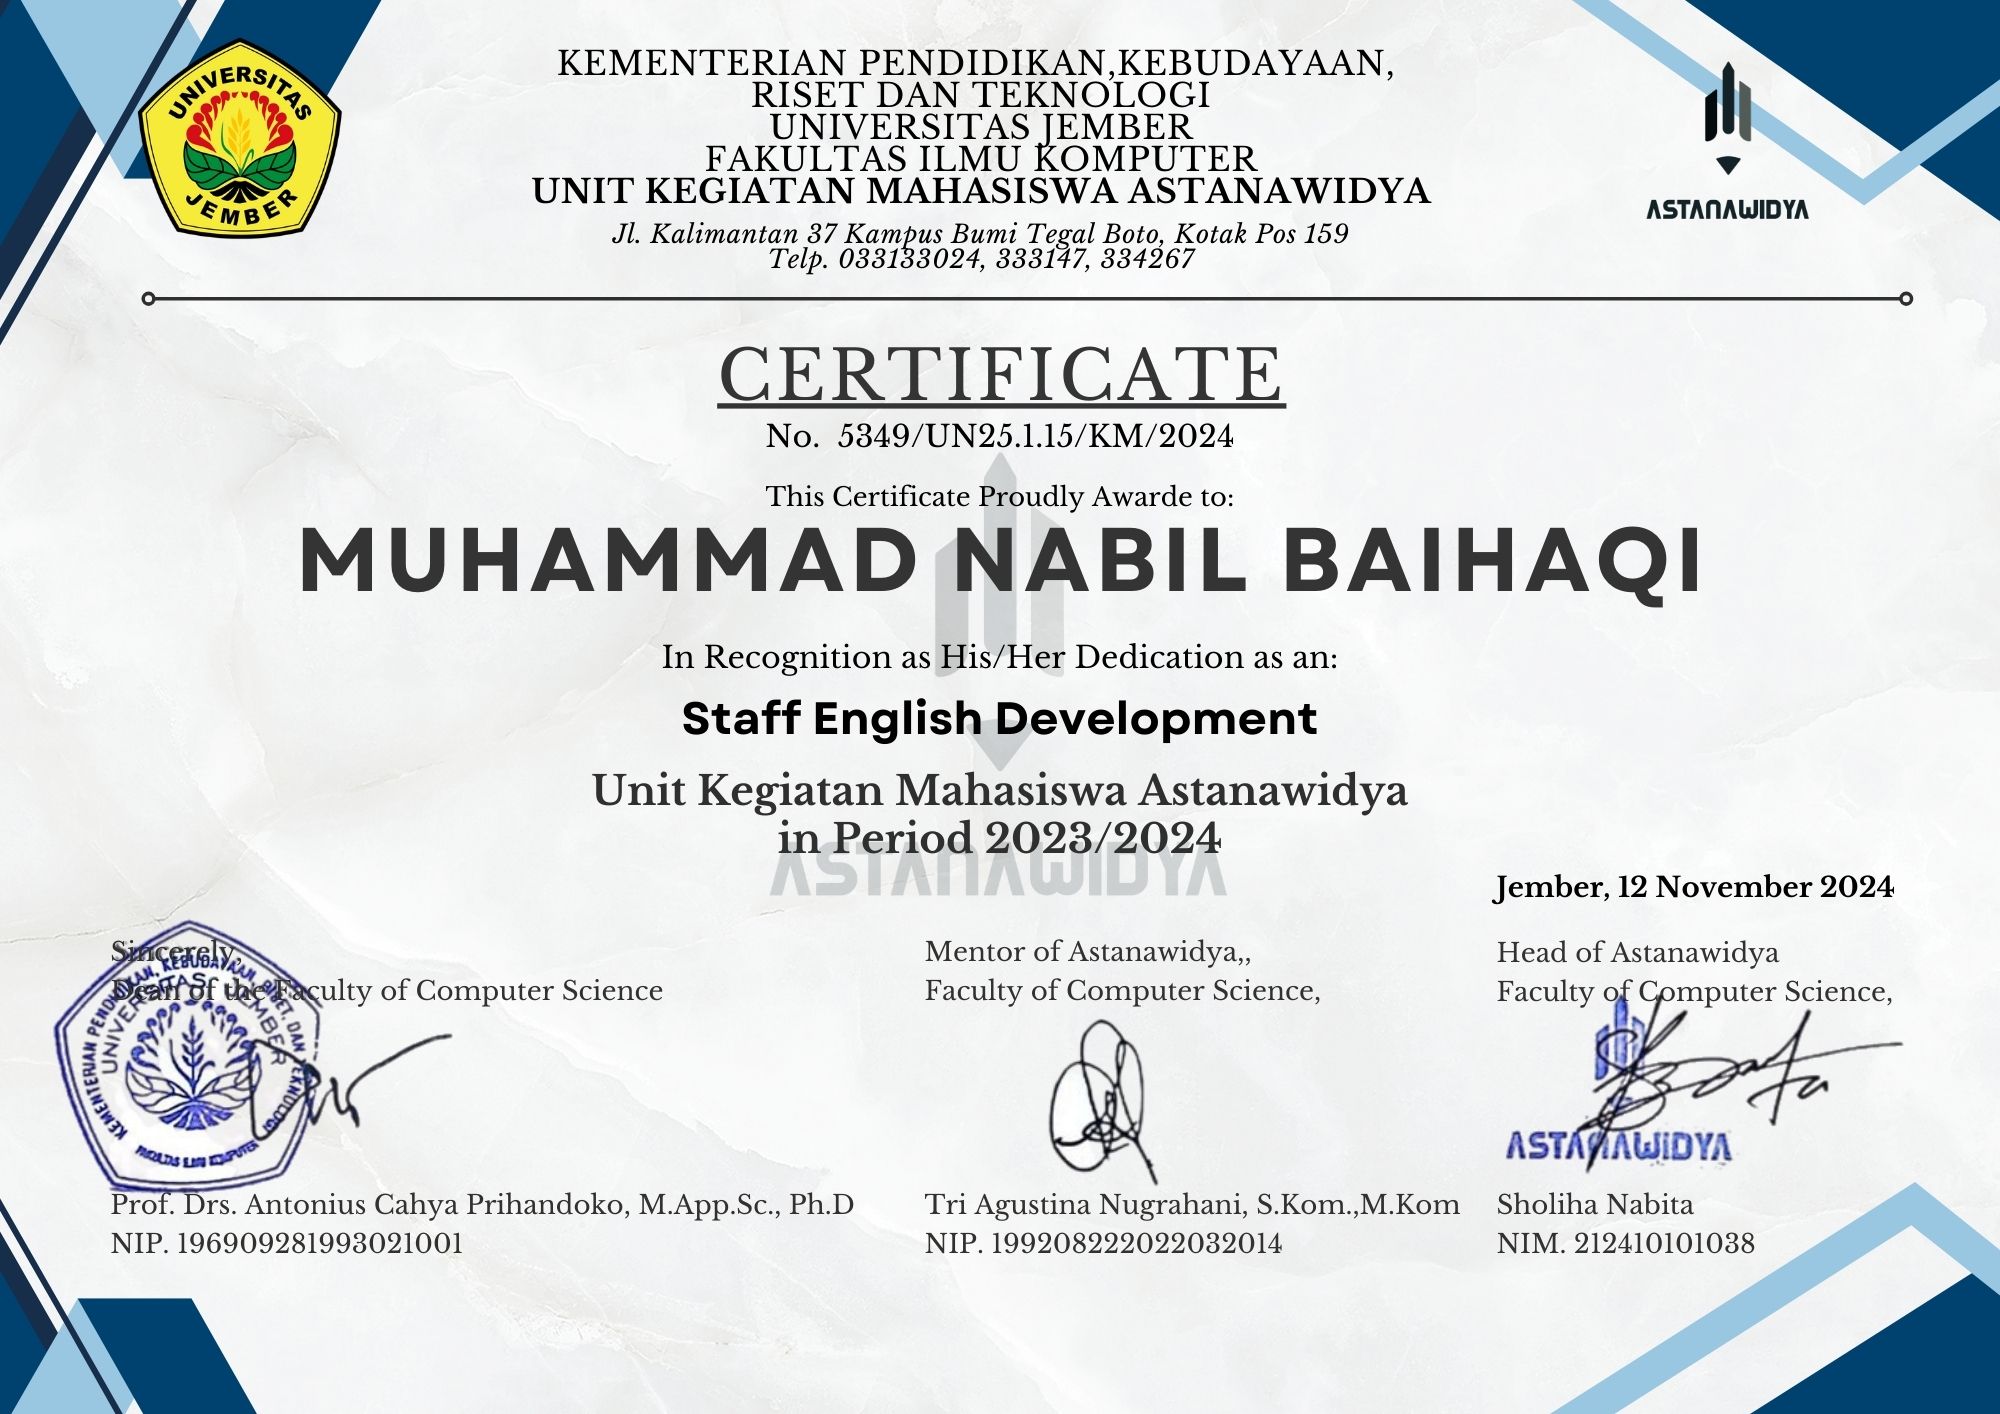 UNIVERSITAS
JEMBER
KEMENTERIAN PENDIDIKAN,KEBUDAYAAN,
RISET DAN TEKNOLOGI
UNIVERSITAS JEMBER
FAKULTAS ILMU KOMPUTER
UNIT KEGIATAN MAHASISWA ASTANAWIDYA
Jl. Kalimantan 37 Kampus Bumi Tegal Boto, Kotak Pos 159
Telp. 033133024, 333147, 334267
ASTANAWIDYA
CERTIFICATE
No. 5349/UN25.1.15/KM/2024
This Certificate Proudly Awarde to:
MUHAMMAD NABIL BAIHAQI
In Recognition as His/Her Dedication as an:
Staff English Development
Unit Kegiatan Mahasiswa Astanawidya
in Period 2023/2024
ASTANAWIDYA
Jember, 12 November 2024
Sincerely,
Dean of the Faculty of Computer Science
KEMENTERIAN PENDIDIKAN, KEBUDAYAAN, RISET, DAN TEKNOLOGI
UNIVERSITAS JEMBER
FAKULTAS ILMU KOMPUTER
Prof. Drs. Antonius Cahya Prihandoko, M.App.Sc., Ph.D
NIP. 196909281993021001
Mentor of Astanawidya,,
Faculty of Computer Science,
Tri Agustina Nugrahani, S.Kom.,M.Kom
NIP. 199208222022032014
Head of Astanawidya
Faculty of Computer Science,
ASTANAWIDYA
Sholiha Nabita
NIM. 212410101038